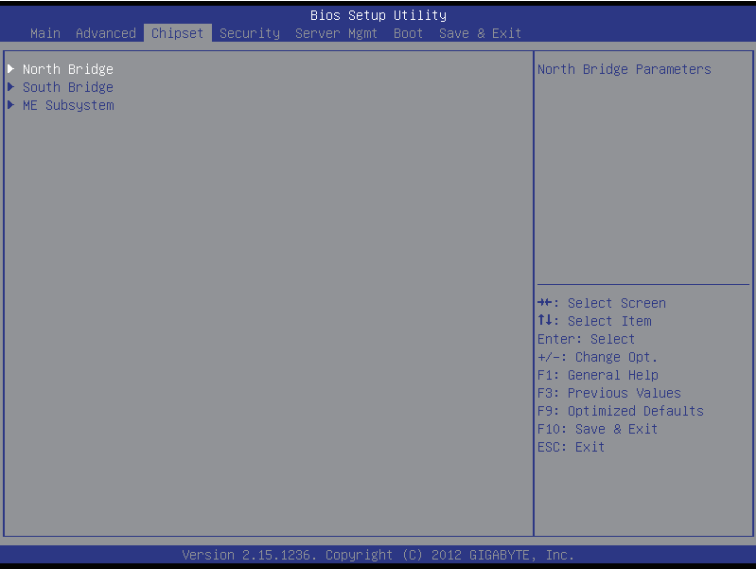 Bios Setup Utility
Main Advanced Chipset Security Server Mgmt Boot Save & Exit
North Bridge
South Bridge
ME Subsystem
North Bridge Parameters
→←: Select Screen
↑↓: Select Item
Enter: Select
+/-: Change Opt.
F1: General Help
F3: Previous Values
F9: Optimized Defaults
F10: Save & Exit
ESC: Exit
Version 2.15.1236. Copyright (C) 2012 GIGABYTE, Inc.